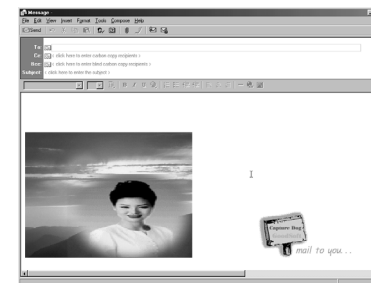 Message
File Edit View Insert Format Tools Compose Help
Send
To:
Cc: < click here to enter carbon copy recipients >
Bcc: < click here to enter blind carbon copy recipients >
Subject: < click here to enter the subject >
B I U
Capture Dog
mail to you...